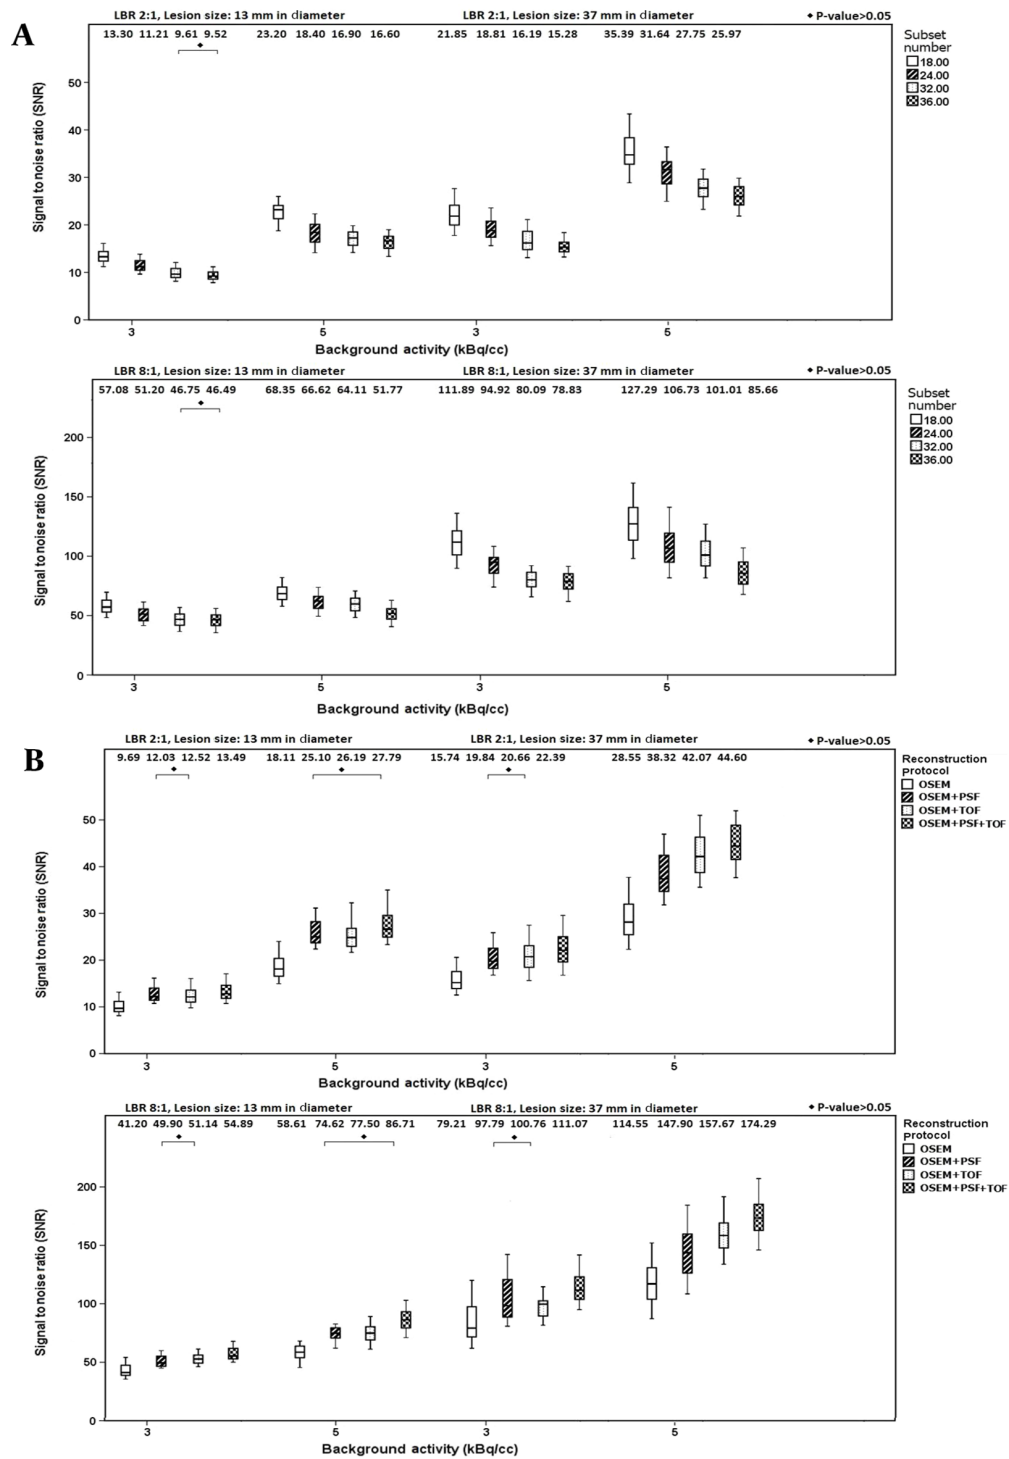 A
LBR 2:1, Lesion size: 13 mm in diameter LBR 2:1, Lesion size: 37 mm in diameter ◆ P-value>0.05
13.30 11.21 9.61 9.52 23.20 18.40 16.90 16.60 21.85 18.81 16.19 15.28 35.39 31.64 27.75 25.97
◆
Subset
number
18.00
24.00
32.00
36.00
Signal to noise ratio (SNR)
50
40
30
20
10
0
3 5 3 5
Background activity (kBq/cc)
LBR 8:1, Lesion size: 13 mm in diameter LBR 2:1, Lesion size: 37 mm in diameter ◆ P-value>0.05
57.08 51.20 46.75 46.49 68.35 66.62 64.11 51.77 111.89 94.92 80.09 78.83 127.29 106.73 101.01 85.66
◆
Subset
number
18.00
24.00
32.00
36.00
Signal to noise ratio (SNR)
200
150
100
50
0
3 5 3 5
Background activity (kBq/cc)
B
LBR 2:1, Lesion size: 13 mm in diameter LBR 2:1, Lesion size: 37 mm in diameter ◆ P-value>0.05
9.69 12.03 12.52 13.49 18.11 25.10 26.19 27.79 15.74 19.84 20.66 22.39 28.55 38.32 42.07 44.60
◆ ◆ ◆
Reconstruction
protocol
OSEM
OSEM+PSF
OSEM+TOF
OSEM+PSF+TOF
Signal to noise ratio (SNR)
50
40
30
20
10
0
3 5 3 5
Background activity (kBq/cc)
LBR 8:1, Lesion size: 13 mm in diameter LBR 8:1, Lesion size: 37 mm in diameter ◆ P-value>0.05
41.20 49.90 51.14 54.89 58.61 74.62 77.50 86.71 79.21 97.79 100.76 111.07 114.55 147.90 157.67 174.29
◆ ◆ ◆
Reconstruction
protocol
OSEM
OSEM+PSF
OSEM+TOF
OSEM+PSF+TOF
Signal to noise ratio (SNR)
200
150
100
50
0
3 5 3 5
Background activity (kBq/cc)